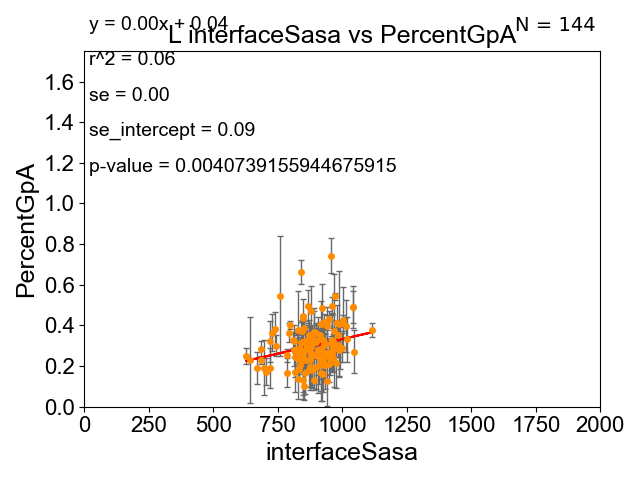 y = 0.00x + 0.04
N = 144
L interfaceSasa vs PercentGpA
r^2 = 0.06
se = 0.00
se_intercept = 0.09
p-value = 0.0040739155944675915
PercentGpA
1.6
1.4
1.2
1.0
0.8
0.6
0.4
0.2
0.0
0 250 500 750 1000 1250 1500 1750 2000
interfaceSasa